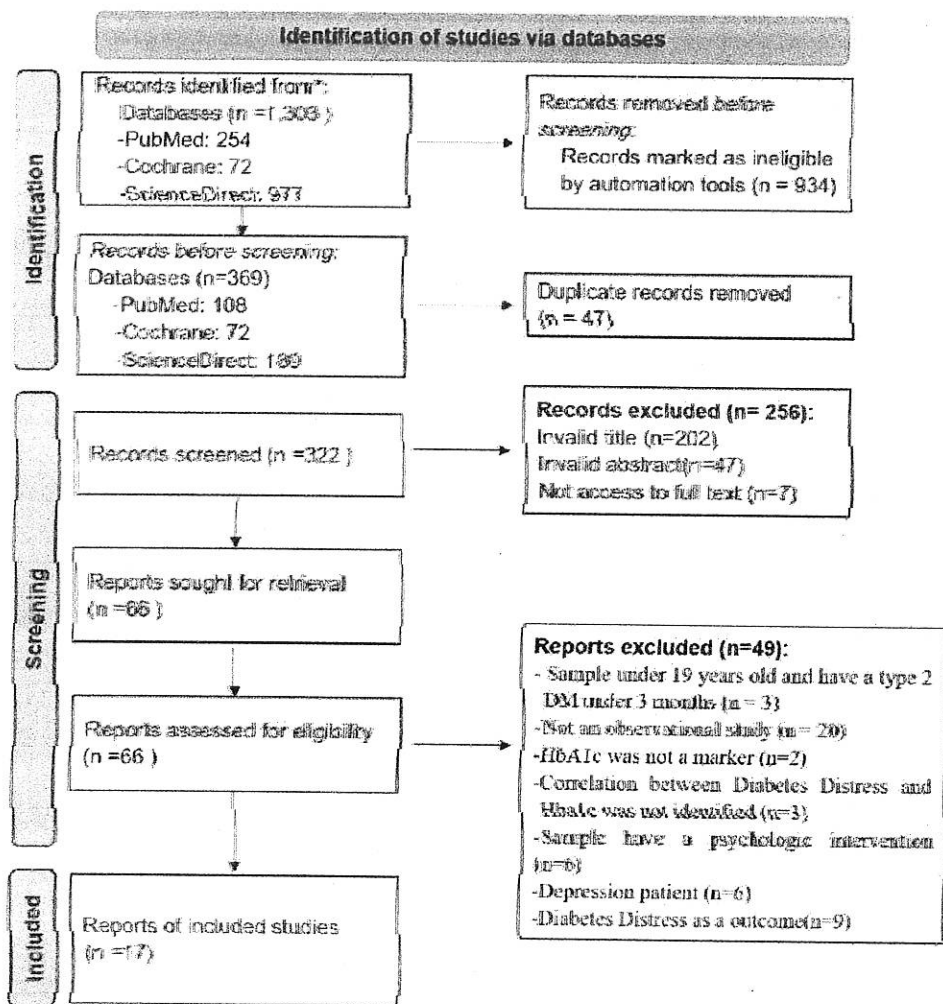 Identification of studies via databases
Identification
Records identified from*:
Databases (n =1,303 )
-PubMed: 254
-Cochrane: 72
-ScienceDirect: 977
Records removed before
screening:
Records marked as ineligible
by automation tools (n = 934)
Records before screening:
Databases (n=369)
-PubMed: 108
-Cochrane: 72
-ScienceDirect: 189
Duplicate records removed
(n = 47)
Screening
Records screened (n =322 )
Records excluded (n= 256):
Invalid title (n=202)
Invalid abstract(n=47)
Not access to full text (n=7)
Reports sought for retrieval
(n =66 )
Reports assessed for eligibility
(n =66 )
Reports excluded (n=49):
- Sample under 19 years old and have a type 2
DM under 3 months (n = 3)
-Not an observational study (n = 20)
-HbA1c was not a marker (n=2)
-Correlation between Diabetes Distress and
Hba1c was not identified (n=3)
-Sample have a psychologic intervention
(n=6)
-Depression patient (n=6)
-Diabetes Distress as a outcome(n=9)
Included
Reports of included studies
(n =17)